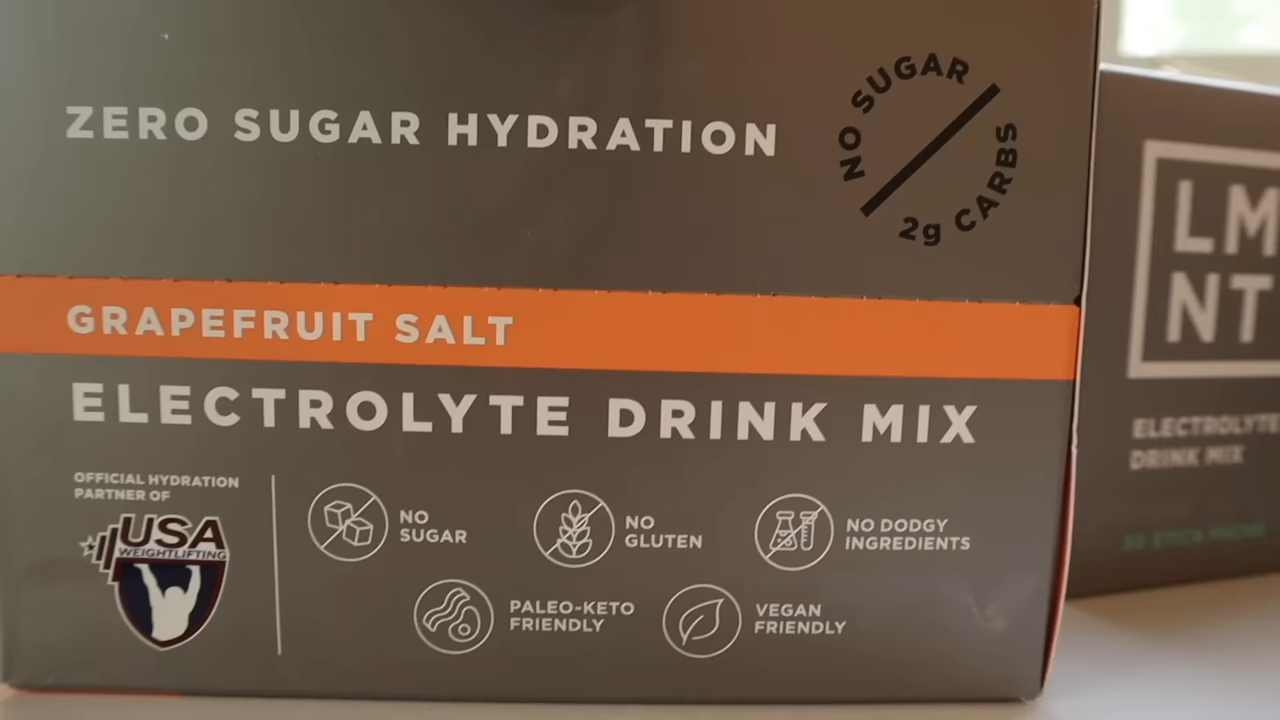 ZERO SUGAR HYDRATION
NO SUGAR
2g CARBS
GRAPEFRUIT SALT
ELECTROLYTE DRINK MIX
OFFICIAL HYDRATION
PARTNER OF
USA
WEIGHTLIFTING
NO
SUGAR
NO
GLUTEN
NO DODGY
INGREDIENTS
PALEO-KETO
FRIENDLY
VEGAN
FRIENDLY
LM
NT
ELECTROLYTE
DRINK MIX